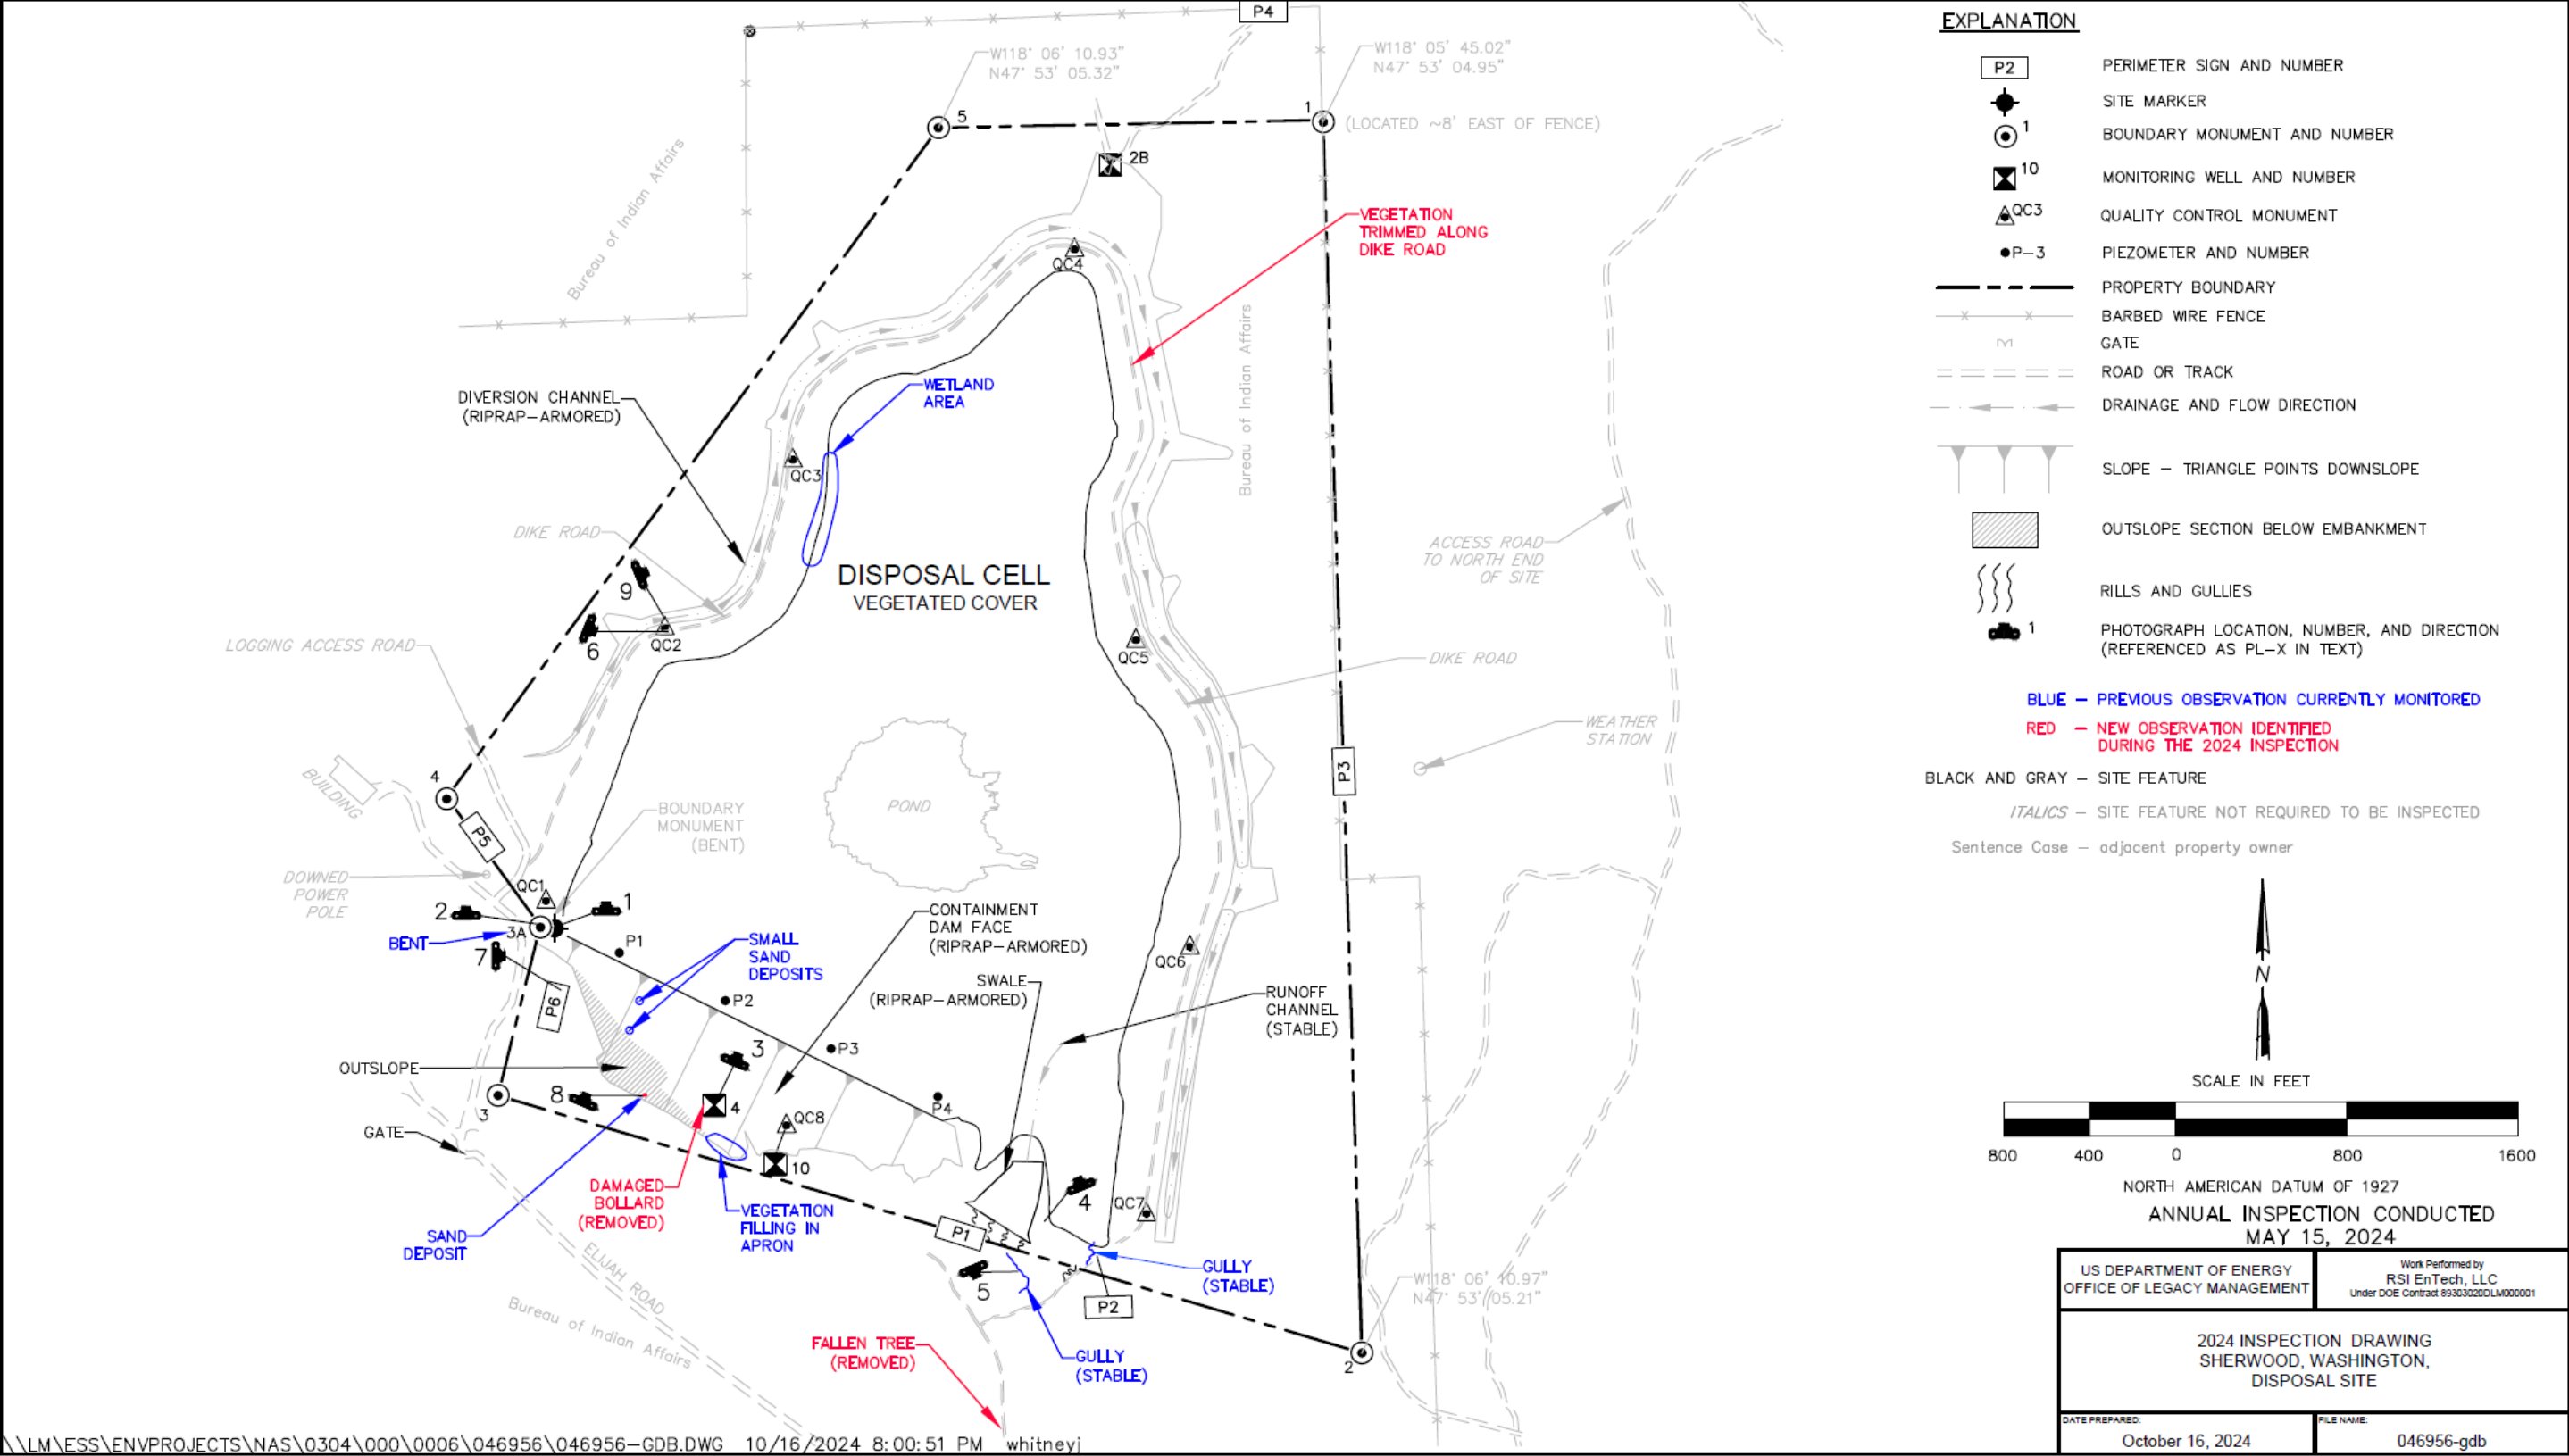 P4
W118° 06' 10.93"
N47° 53' 05.32"
W118° 05' 45.02"
N47° 53' 04.95"
5
1
(LOCATED ~8' EAST OF FENCE)
2B
Bureau of Indian Affairs
VEGETATION
TRIMMED ALONG
DIKE ROAD
QC4
Bureau of Indian Affairs
WETLAND
AREA
DIVERSION CHANNEL
(RIPRAP-ARMORED)
QC3
DIKE ROAD
ACCESS ROAD
TO NORTH END
OF SITE
DISPOSAL CELL
VEGETATED COVER
9
6
QC2
LOGGING ACCESS ROAD
QC5
DIKE ROAD
WEATHER
STATION
P3
4
BUILDING
P5
BOUNDARY
MONUMENT
(BENT)
POND
DOWNED
POWER
POLE
QC1
2
1
3A
BENT
7
P1
SMALL
SAND
DEPOSITS
CONTAINMENT
DAM FACE
(RIPRAP-ARMORED)
QC6
SWALE
(RIPRAP-ARMORED)
RUNOFF
CHANNEL
(STABLE)
P6
P2
P3
3
OUTSLOPE
8
4
QC8
P4
3
GATE
10
DAMAGED
BOLLARD
(REMOVED)
4
QC7
VEGETATION
FILLING IN
APRON
P1
SAND
DEPOSIT
ELIJAH ROAD
Bureau of Indian Affairs
5
GULLY
(STABLE)
P2
W118° 06' 10.97"
N47° 53' 05.21"
FALLEN TREE
(REMOVED)
GULLY
(STABLE)
2
\\LM\ESS\ENVPROJECTS\NAS\0304\000\0006\046956\046956-GDB.DWG 10/16/2024 8:00:51 PM whitneyj
EXPLANATION
P2 PERIMETER SIGN AND NUMBER
SITE MARKER
1 BOUNDARY MONUMENT AND NUMBER
10 MONITORING WELL AND NUMBER
QC3 QUALITY CONTROL MONUMENT
P-3 PIEZOMETER AND NUMBER
PROPERTY BOUNDARY
BARBED WIRE FENCE
GATE
ROAD OR TRACK
DRAINAGE AND FLOW DIRECTION
SLOPE - TRIANGLE POINTS DOWNSLOPE
OUTSLOPE SECTION BELOW EMBANKMENT
RILLS AND GULLIES
1 PHOTOGRAPH LOCATION, NUMBER, AND DIRECTION
(REFERENCED AS PL-X IN TEXT)
BLUE - PREVIOUS OBSERVATION CURRENTLY MONITORED
RED - NEW OBSERVATION IDENTIFIED
DURING THE 2024 INSPECTION
BLACK AND GRAY - SITE FEATURE
ITALICS - SITE FEATURE NOT REQUIRED TO BE INSPECTED
Sentence Case - adjacent property owner
N
SCALE IN FEET
800 400 0 800 1600
NORTH AMERICAN DATUM OF 1927
ANNUAL INSPECTION CONDUCTED
MAY 15, 2024
US DEPARTMENT OF ENERGY
OFFICE OF LEGACY MANAGEMENT
Work Performed by
RSI EnTech, LLC
Under DOE Contract 89303020DLM000001
2024 INSPECTION DRAWING
SHERWOOD, WASHINGTON,
DISPOSAL SITE
DATE PREPARED:
October 16, 2024
FILE NAME:
046956-gdb